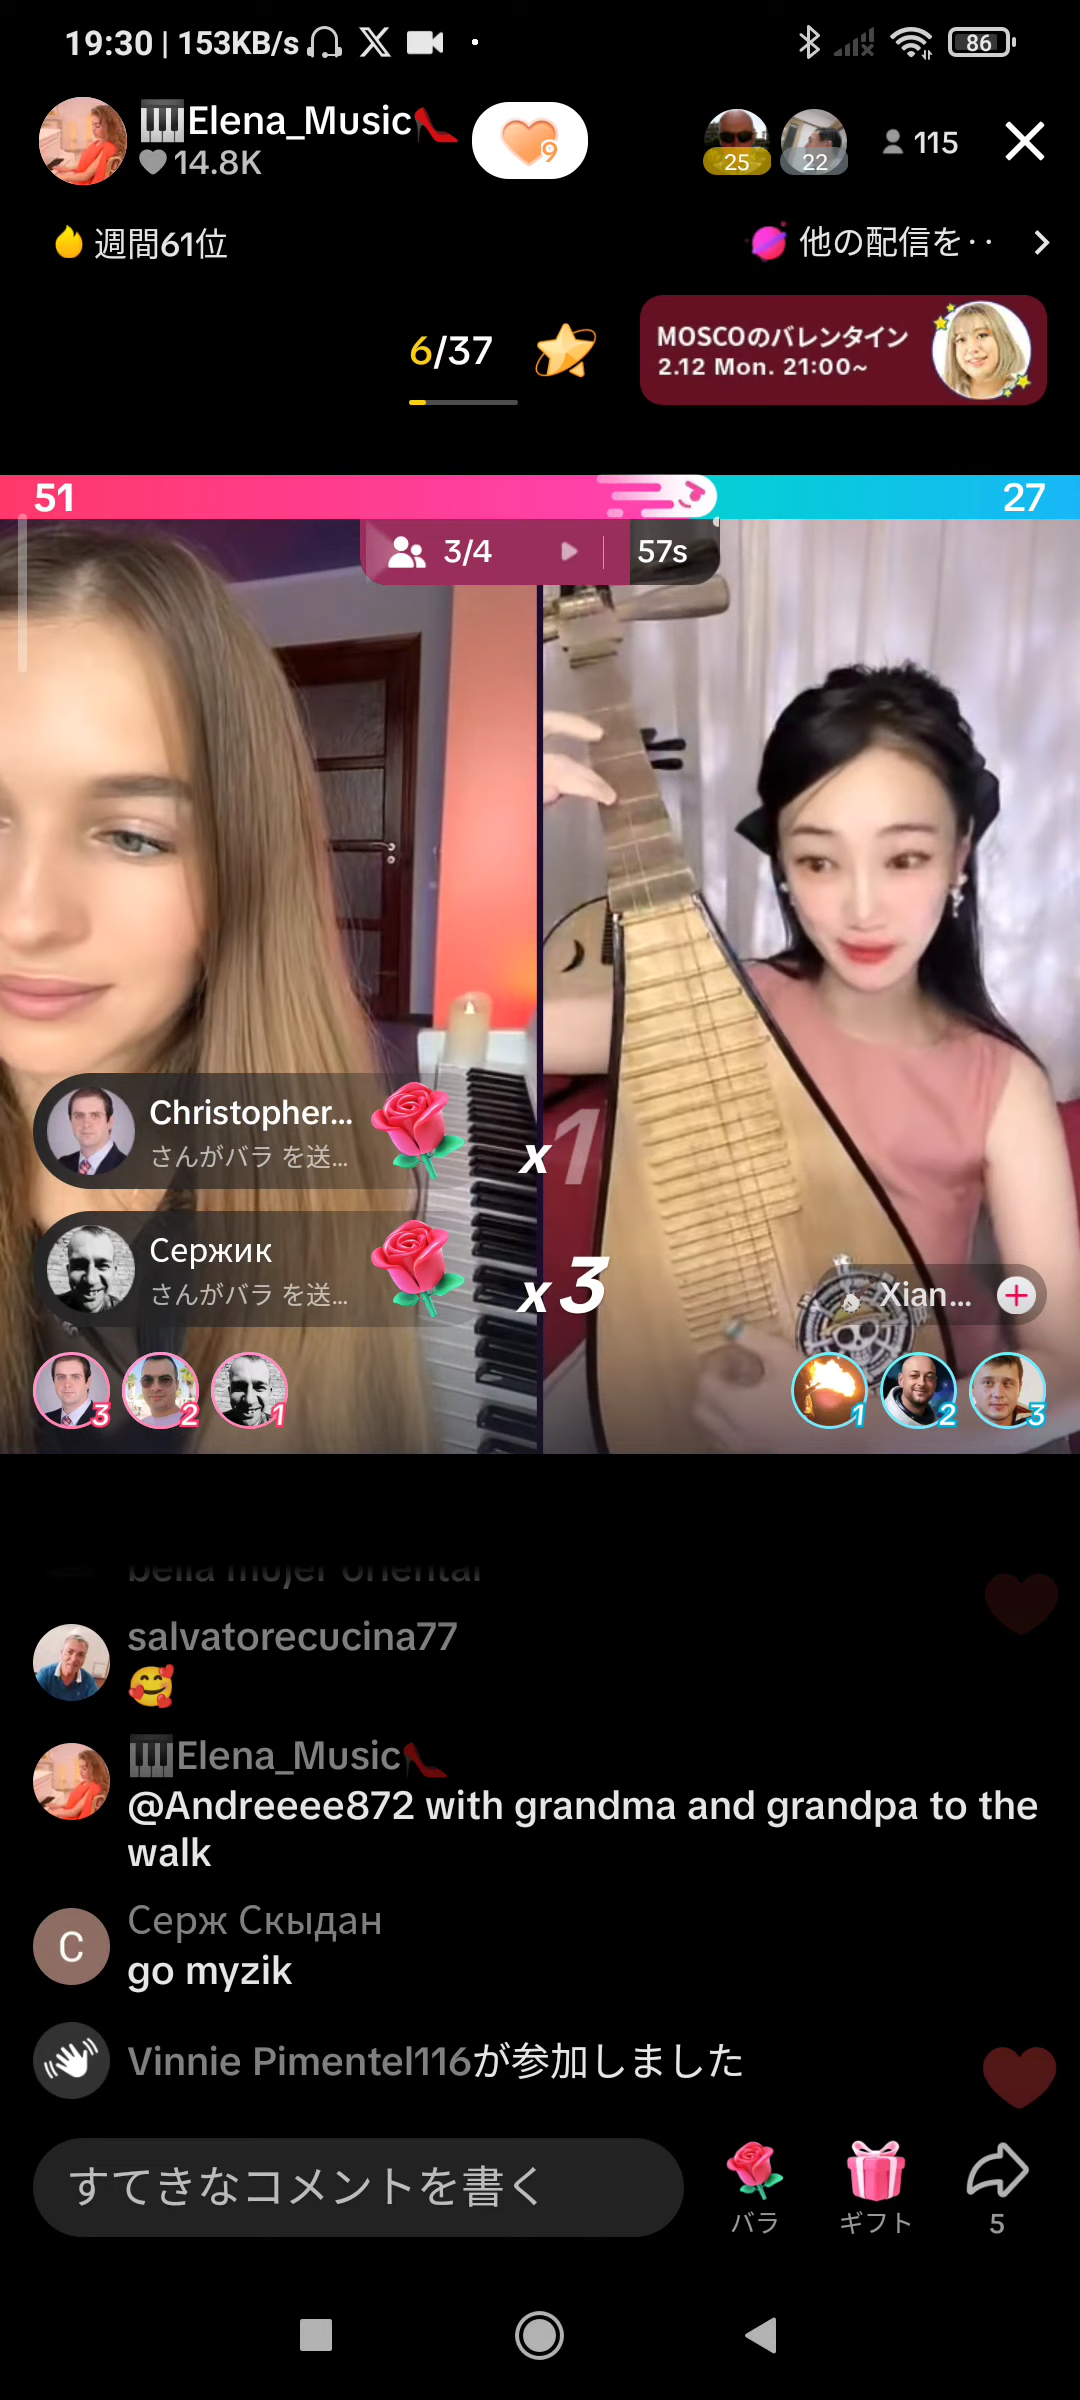 19:30 | 153KB/s
86
Elena_Music
14.8K
9
25
22
115
週間61位
他の配信を‥
6/37
MOSCOのバレンタイン
2.12 Mon. 21:00~
51
27
3/4
57s
Christopher...
さんがバラ を送...
x1
Сержик
さんがバラ を送...
x3
Xian...
3
2
1
1
2
3
bella mujer oriental
salvatorecucina77
Elena_Music
@Andreeee872 with grandma and grandpa to the
walk
C
Серж Скыдан
go myzik
Vinnie Pimentel116が参加しました
すてきなコメントを書く
バラ
ギフト
5